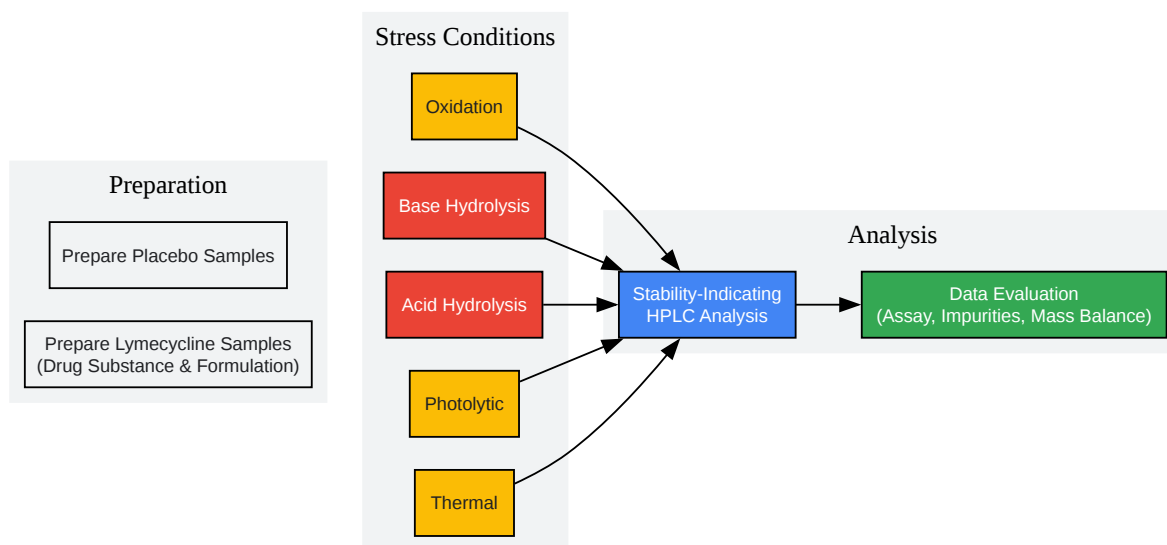 Preparation
Prepare Placebo Samples
Prepare Lymecycline Samples
(Drug Substance & Formulation)
Stress Conditions
Oxidation
Base Hydrolysis
Acid Hydrolysis
Photolytic
Thermal
Analysis
Stability-Indicating
HPLC Analysis
Data Evaluation
(Assay, Impurities, Mass Balance)